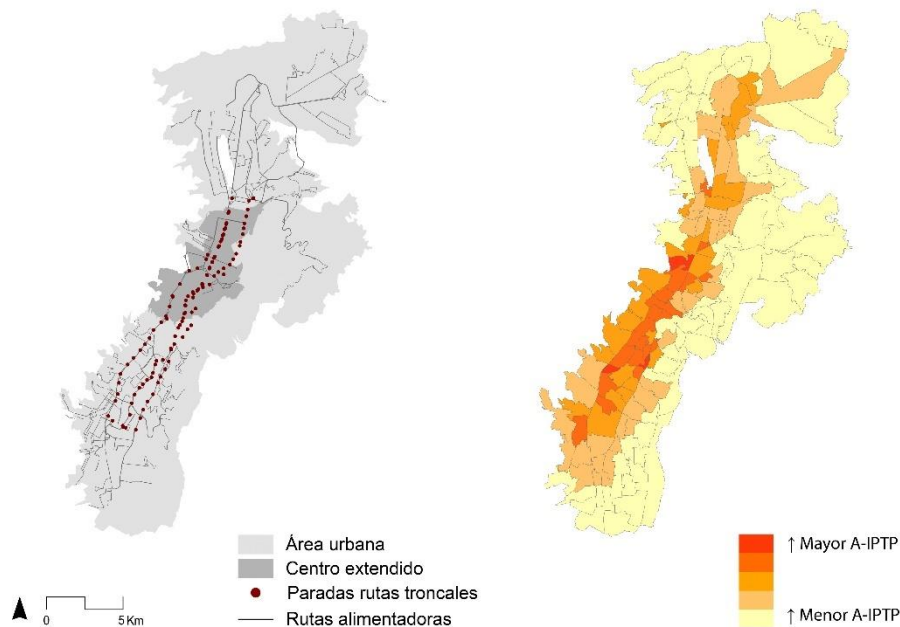 Área urbana
Centro extendido
Paradas rutas troncales
Rutas alimentadoras
0 5 Km
↑ Mayor A-IPTP
↑ Menor A-IPTP